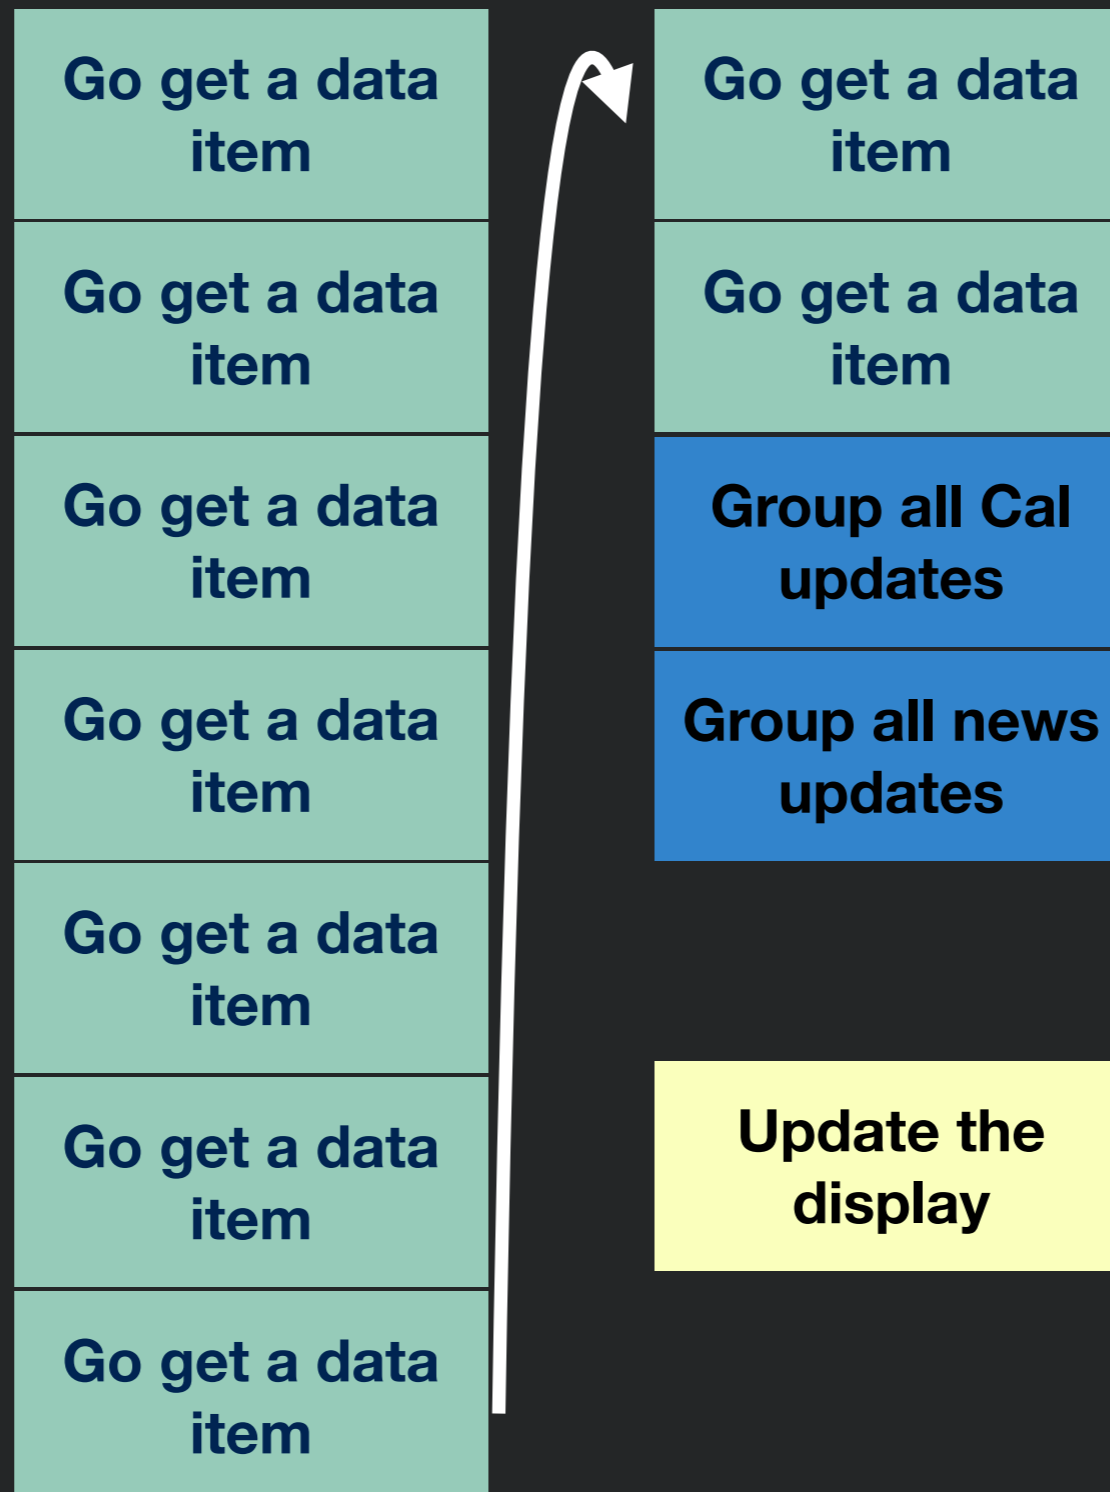 Go get a data
item
Go get a data
item
Go get a data
item
Go get a data
item
Go get a data
item
Go get a data
item
Go get a data
item
Go get a data
item
Go get a data
item
Group all Cal
updates
Group all news
updates
Update the
display